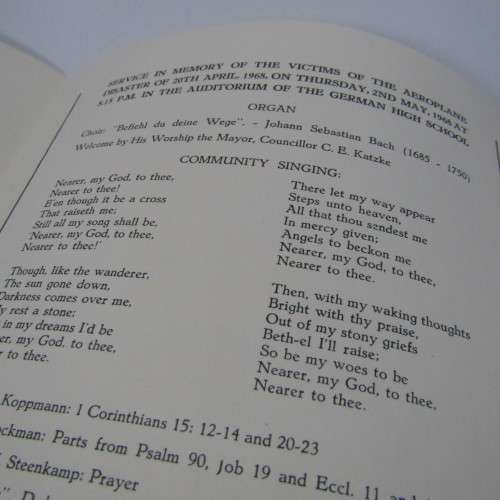 SERVICE IN MEMORY OF THE VICTIMS OF THE AEROPLANE
DISASTER OF 20TH APRIL, 1968, ON THURSDAY, 2ND MAY, 1968 AT
5.15 P.M. IN THE AUDITORIUM OF THE GERMAN HIGH SCHOOL
ORGAN
Choir: "Befiehl du deine Wege". - Johann Sebastian Bach (1685 - 1750)
Welcome by His Worship the Mayor, Councillor C. E. Katzke
COMMUNITY SINGING:
Nearer, my God, to thee,
Nearer to thee!
E'en though it be a cross
That raiseth me;
Still all my song shall be,
'Nearer, my God, to thee,
Nearer to thee!'
Though, like the wanderer,
The sun gone down,
Darkness comes over me,
My rest a stone;
in my dreams I'd be
my God, to thee,
to thee.
There let my way appear
Steps unto heaven,
All that thou sendest me
In mercy given;
Angels to beckon me
Nearer, my God, to thee,
Nearer to thee.
Then, with my waking thoughts
Bright with thy praise,
Out of my stony griefs
Beth-el I'll raise;
So be my woes to be
Nearer, my God, to thee,
Nearer to thee.
Koppmann: I Corinthians 15: 12-14 and 20-23
Parts from Psalm 90, Job 19 and Eccl. 11 and
Steenkamp: Prayer